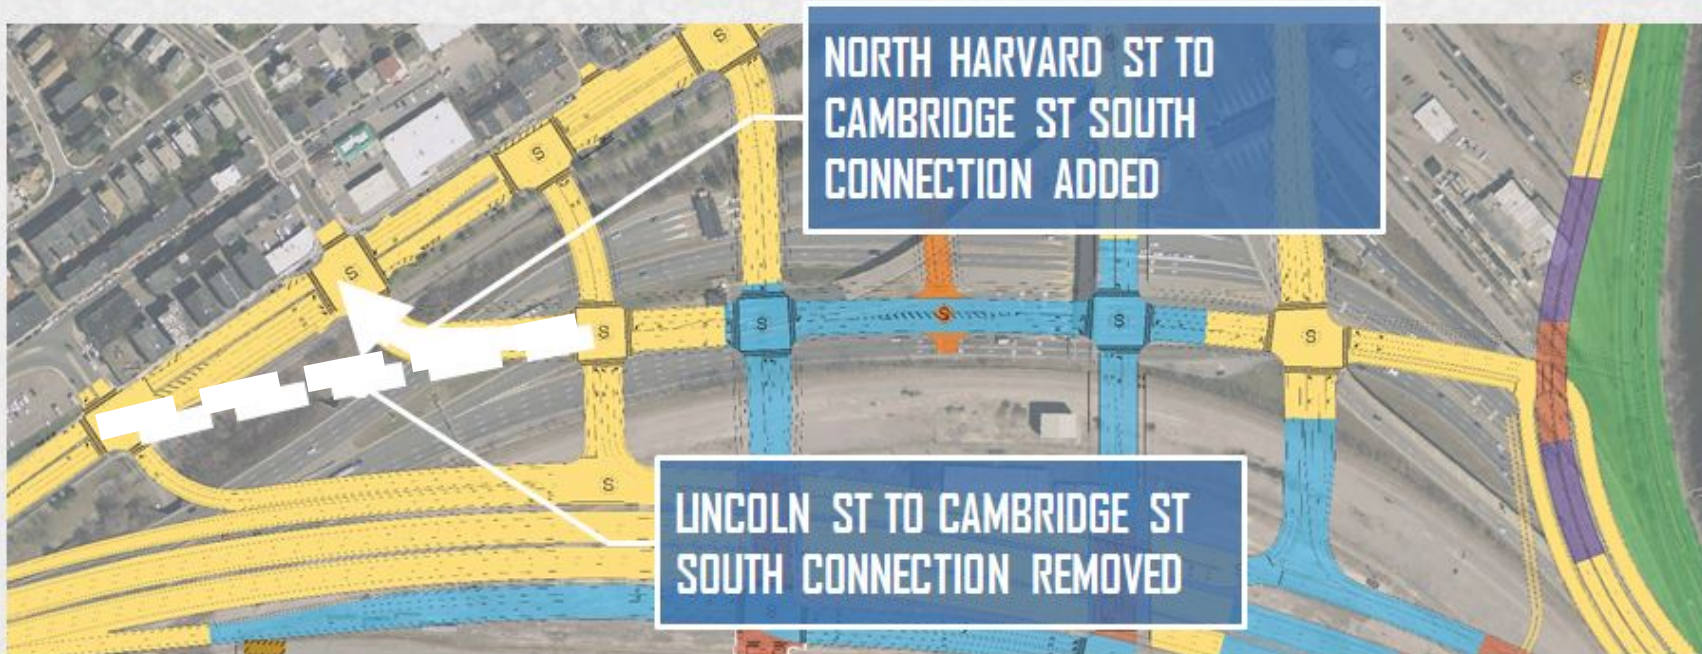 S
NORTH HARVARD ST TO
CAMBRIDGE ST SOUTH
CONNECTION ADDED
S
S
S
S
S
S
S
S
LINCOLN ST TO CAMBRIDGE ST
SOUTH CONNECTION REMOVED